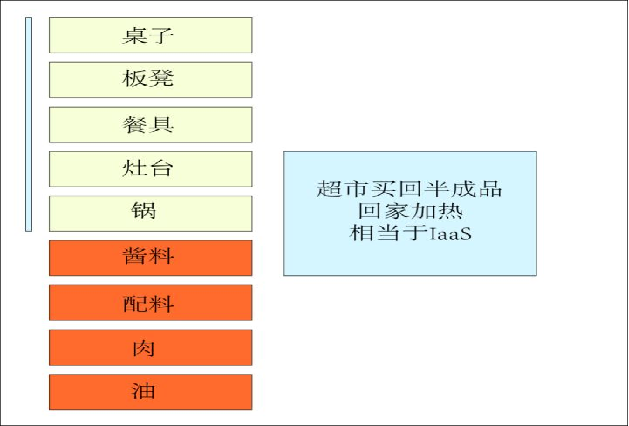 桌子
板凳
餐具
灶台
锅
酱料
配料
肉
油
超市买回半成品
回家加热
相当于IaaS